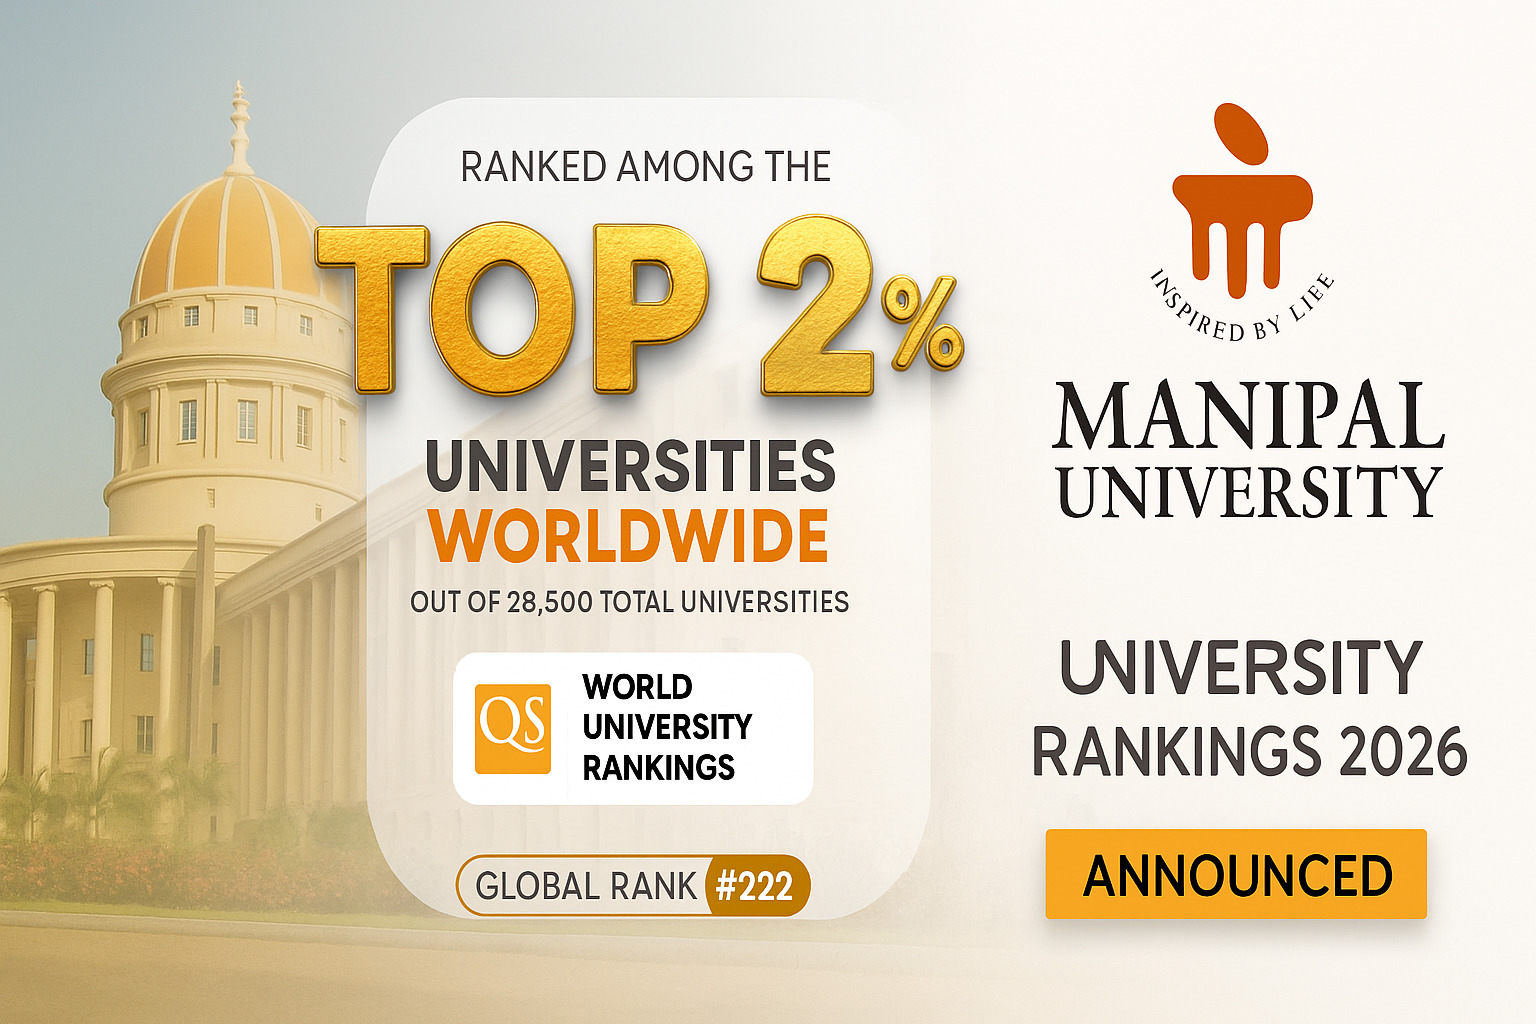 RANKED AMONG THE
TOP 2%
UNIVERSITIES
WORLDWIDE
OUT OF 28,500 TOTAL UNIVERSITIES
QS
WORLD
UNIVERSITY
RANKINGS
GLOBAL RANK #222
INSPIRED BY LIEE
MANIPAL
UNIVERSITY
UNIVERSITY
RANKINGS 2026
ANNOUNCED